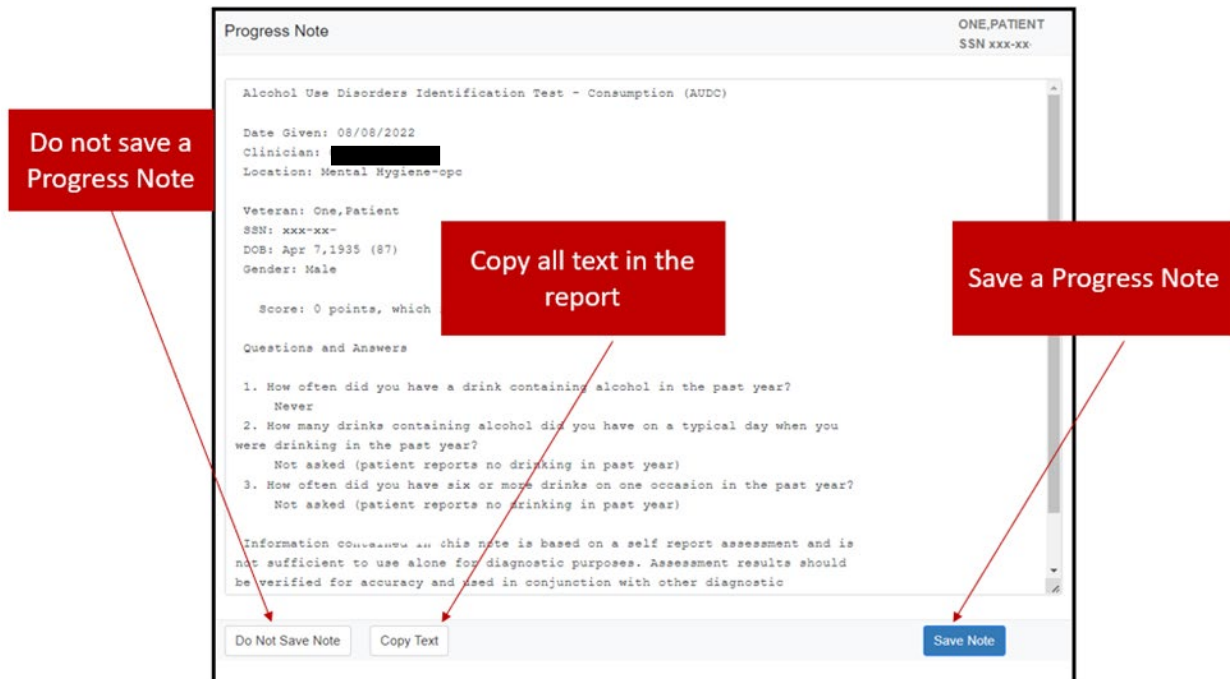 Progress Note
ONE,PATIENT
SSN xxx-xx-
Alcohol Use Disorders Identification Test - Consumption (AUDC)
Date Given: 08/08/2022
Clinician:
Location: Mental Hygiene-opc
Veteran: One,Patient
SSN: xxx-xx-
DOB: Apr 7,1935 (87)
Gender: Male
Score: 0 points, which
Questions and Answers
1. How often did you have a drink containing alcohol in the past year?
Never
2. How many drinks containing alcohol did you have on a typical day when you
were drinking in the past year?
Not asked (patient reports no drinking in past year)
3. How often did you have six or more drinks on one occasion in the past year?
Not asked (patient reports no drinking in past year)
Information contained in this note is based on a self report assessment and is
not sufficient to use alone for diagnostic purposes. Assessment results should
be verified for accuracy and used in conjunction with other diagnostic
Do Not Save Note
Copy Text
Save Note
Do not save a
Progress Note
Copy all text in the
report
Save a Progress Note